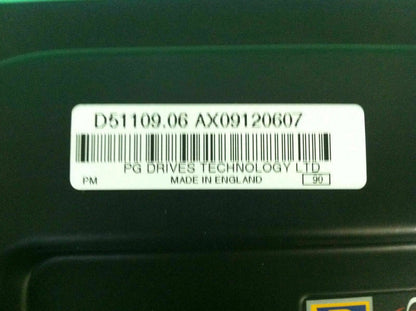 D51109.06 AX09120607
PG DRIVES TECHNOLOGY LTD
PM MADE IN ENGLAND 90